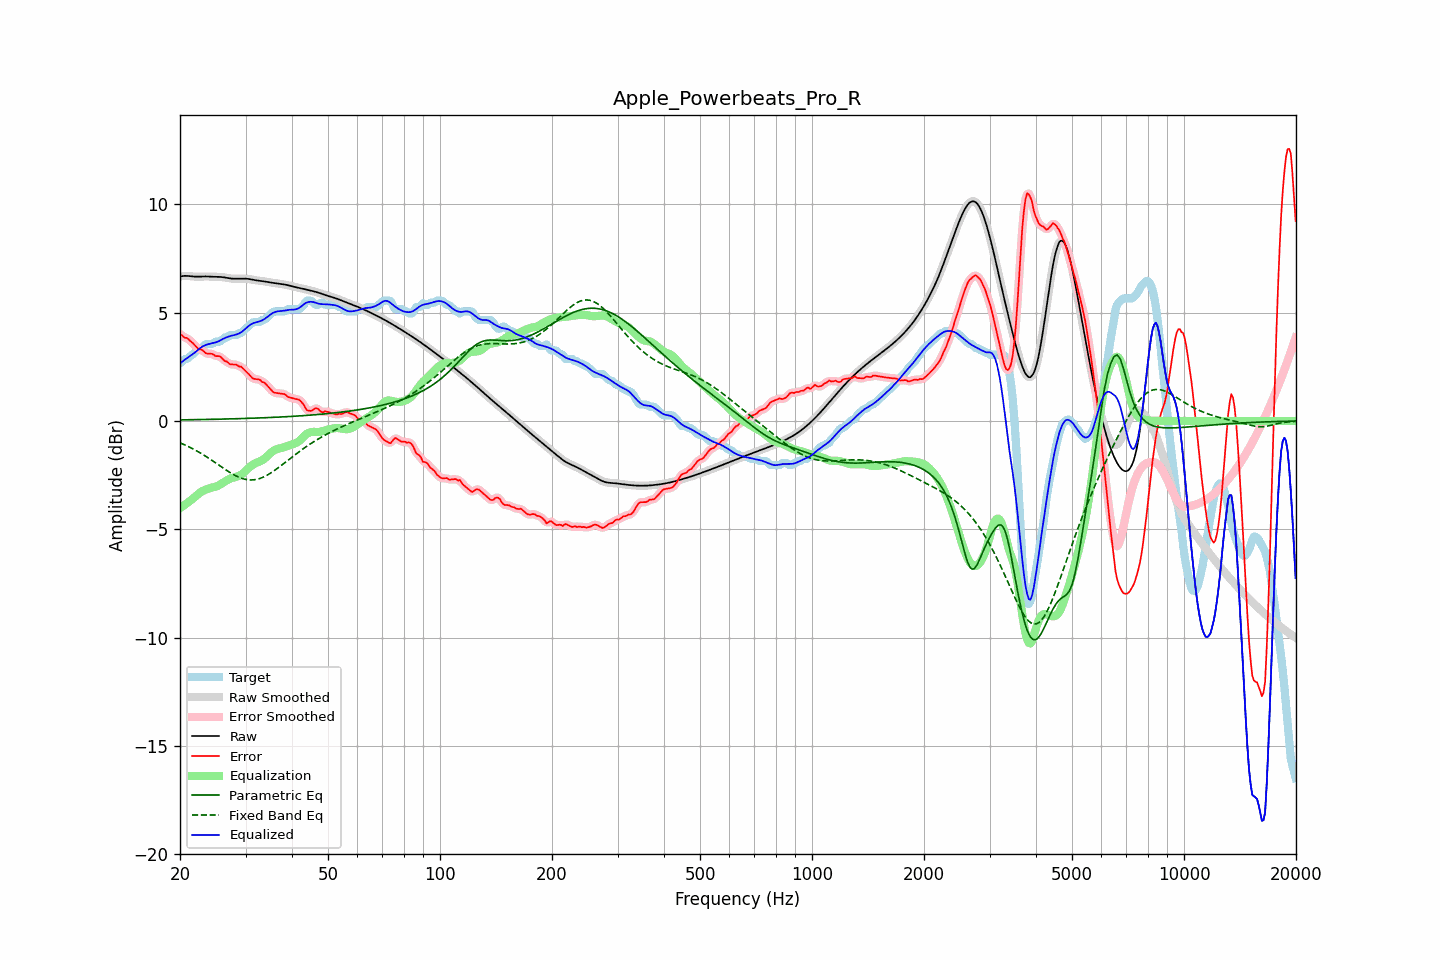 Apple_Powerbeats_Pro_R
Amplitude (dBr)
10
5
0
−5
−10
−15
−20
Target
Raw Smoothed
Error Smoothed
Raw
Error
Equalization
Parametric Eq
Fixed Band Eq
Equalized
20 50 100 200 500 1000 2000 5000 10000 20000
Frequency (Hz)